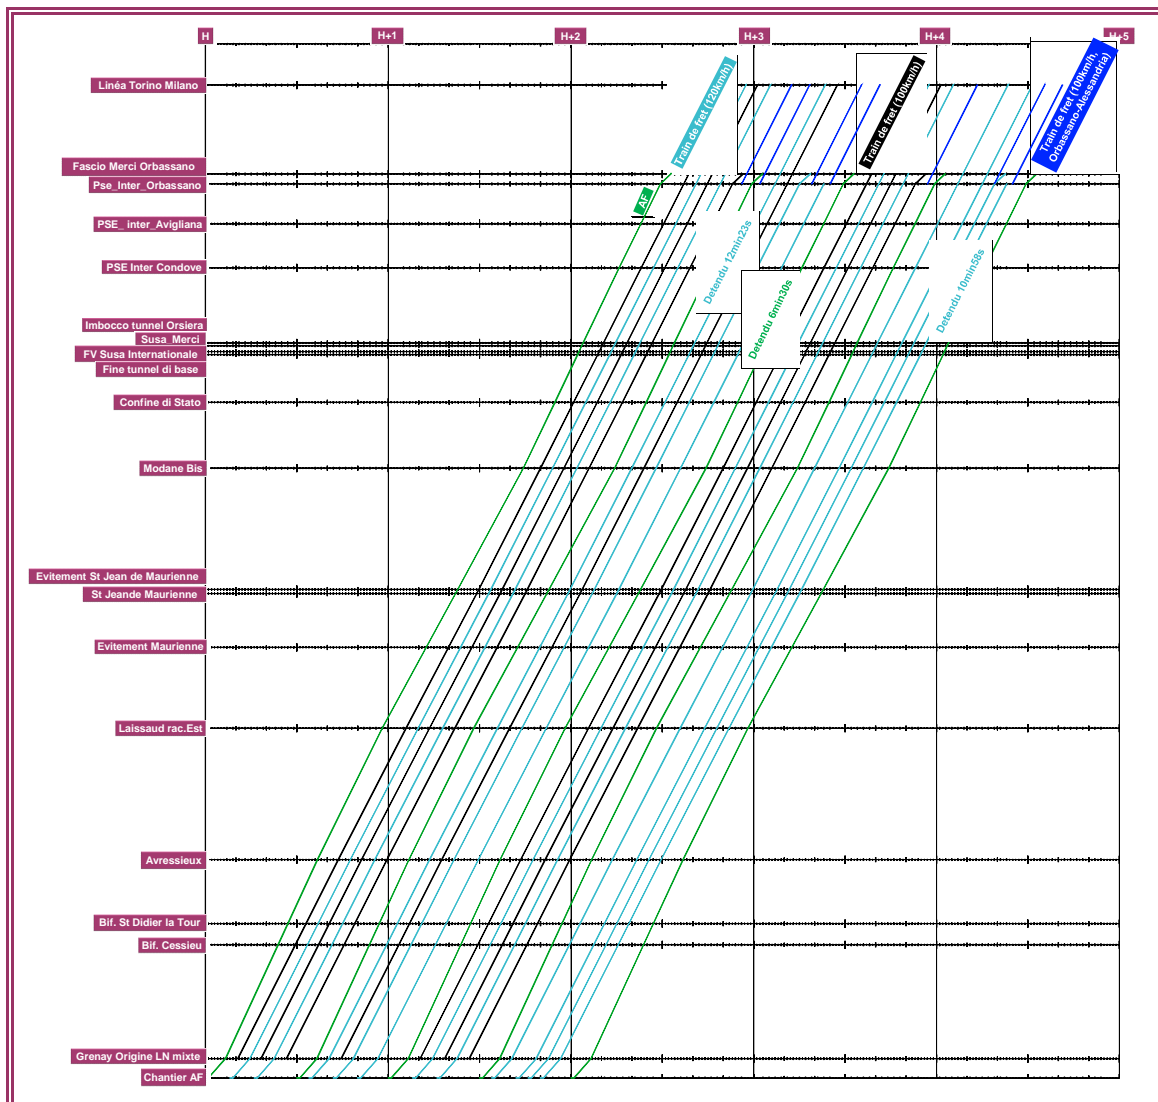 H
H+1
H+2
H+3
H+4
H+5
Linéa Torino Milano
Train de fret (120km/h)
Train de fret (100km/h)
Train de fret (100km/h,
Orbassano-Alessandria)
Fascio Merci Orbassano
Pse_Inter_Orbassano
AF
PSE_ inter_Avigliana
Detendu 12min23s
PSE Inter Condove
Detendu 6min30s
Detendu 10min58s
Imbocco tunnel Orsiera
Susa_Merci
FV Susa Internationale
Fine tunnel di base
Confine di Stato
Modane Bis
Evitement St Jean de Maurienne
St Jeande Maurienne
Evitement Maurienne
Laissaud rac.Est
Avressieux
Bif. St Didier la Tour
Bif. Cessieu
Grenay Origine LN mixte
Chantier AF